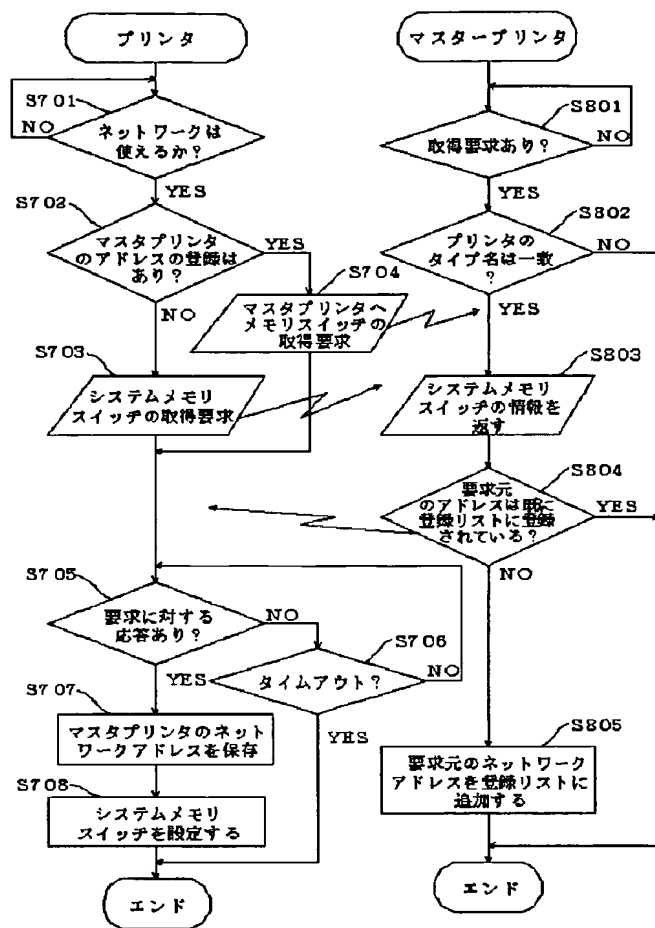 プリンタ
S701
ネットワークは
使えるか？
NO
YES
S702
マスタプリンタ
のアドレスの登録は
あり？
YES
NO
S704
マスタプリンタへ
メモリスイッチの
取得要求
S703
システムメモリ
スイッチの取得要求
S705
要求に対する
応答あり？
NO
YES
S706
タイムアウト？
NO
YES
S707
マスタプリンタのネット
ワークアドレスを保存
S708
システムメモリ
スイッチを設定する
エンド
マスタープリンタ
S801
取得要求あり？
NO
YES
S802
プリンタの
タイプ名は一致
？
NO
YES
S803
システムメモリ
スイッチの情報を
返す
S804
要求元
のアドレスは既に
登録リストに登録
されている？
YES
NO
S805
要求元のネットワーク
アドレスを登録リストに
追加する
エンド